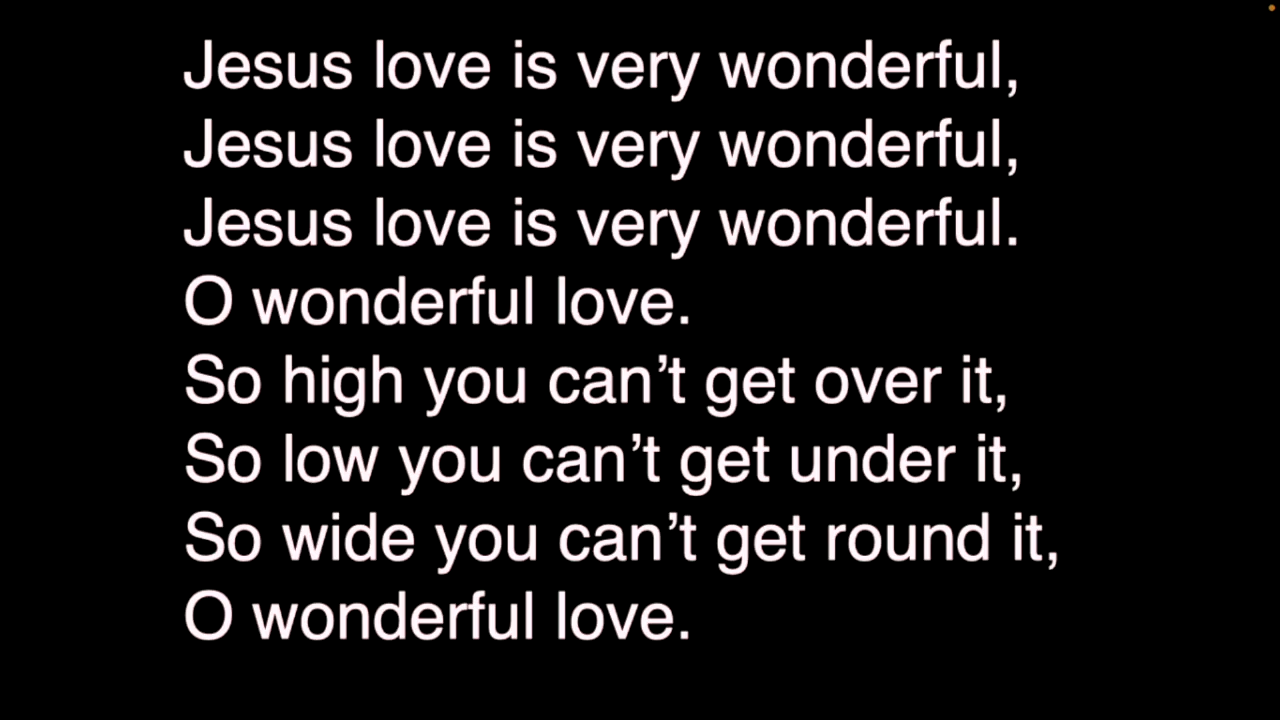 Jesus love is very wonderful,
Jesus love is very wonderful,
Jesus love is very wonderful.
O wonderful love.
So high you can’t get over it,
So low you can’t get under it,
So wide you can’t get round it,
O wonderful love.